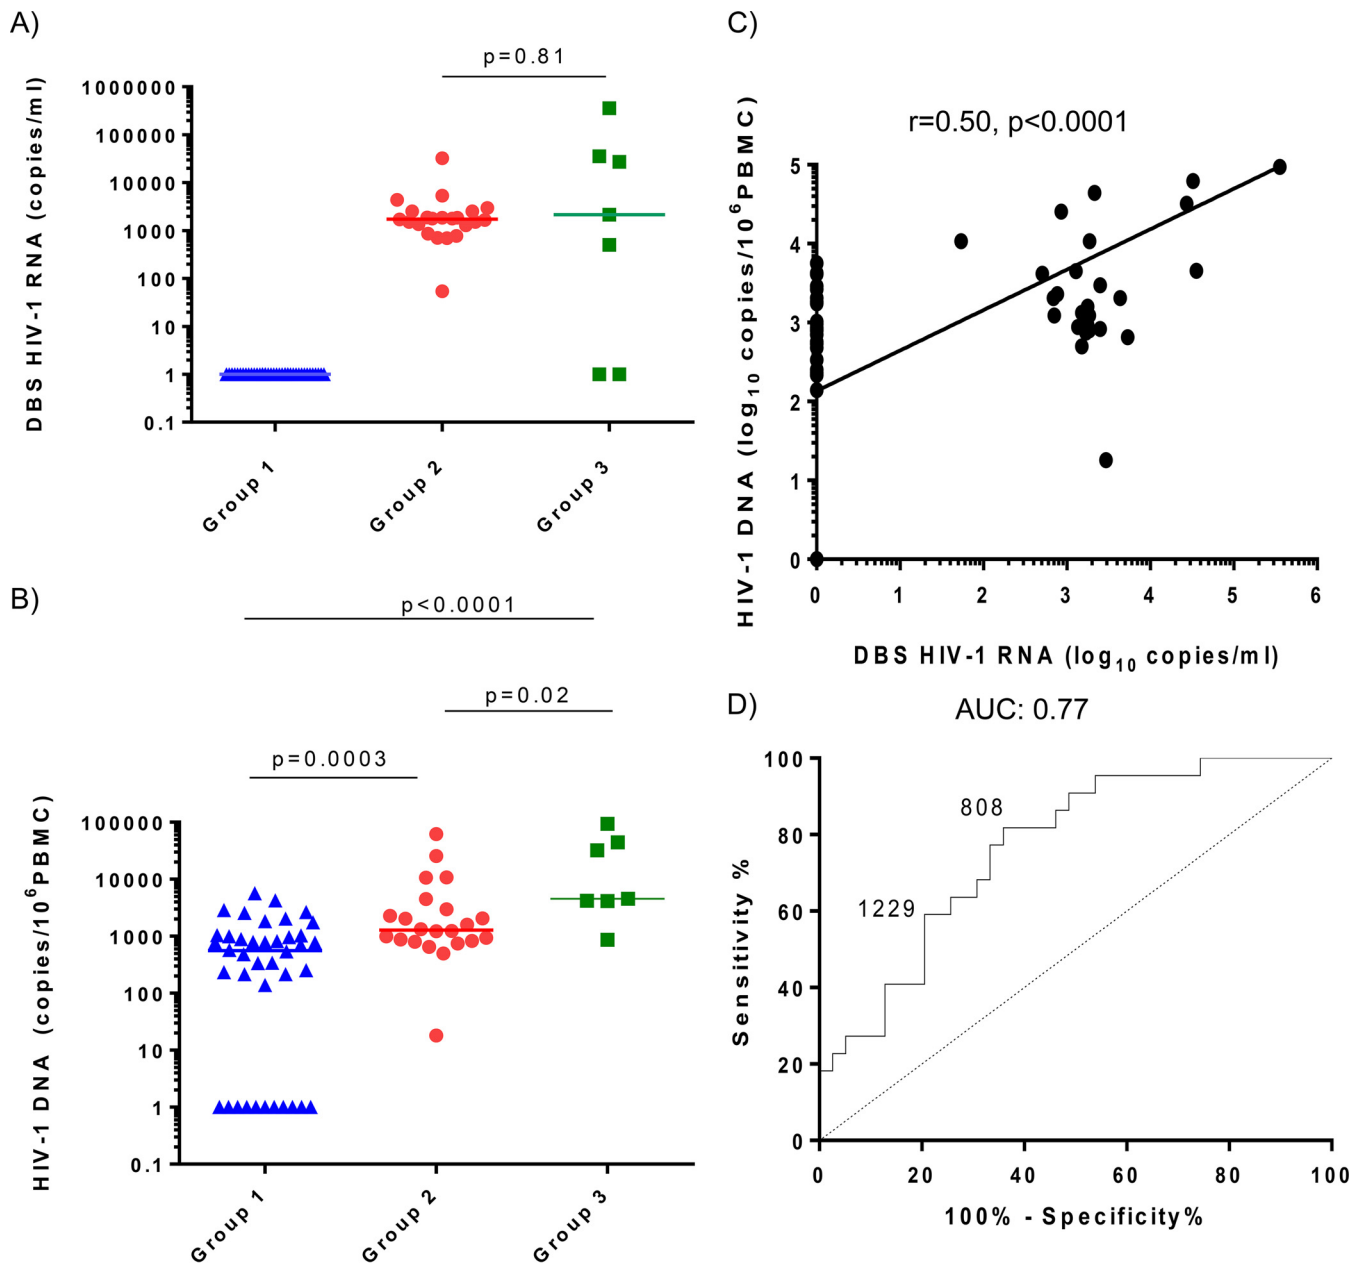 A)
p=0.81
DBS HIV-1 RNA (copies/ml)
1000000
100000
10000
1000
100
10
1
0.1
Group 1
Group 2
Group 3
B)
p<0.0001
p=0.02
p=0.0003
HIV-1 DNA (copies/10⁶PBMC)
100000
10000
1000
100
10
1
0.1
Group 1
Group 2
Group 3
C)
r=0.50, p<0.0001
HIV-1 DNA (log₁₀ copies/10⁶PBMC)
5
4
3
2
1
0
0 1 2 3 4 5 6
DBS HIV-1 RNA (log₁₀ copies/ml)
D)
AUC: 0.77
Sensitivity %
100
80
60
40
20
0
808
1229
0 20 40 60 80 100
100% - Specificity%